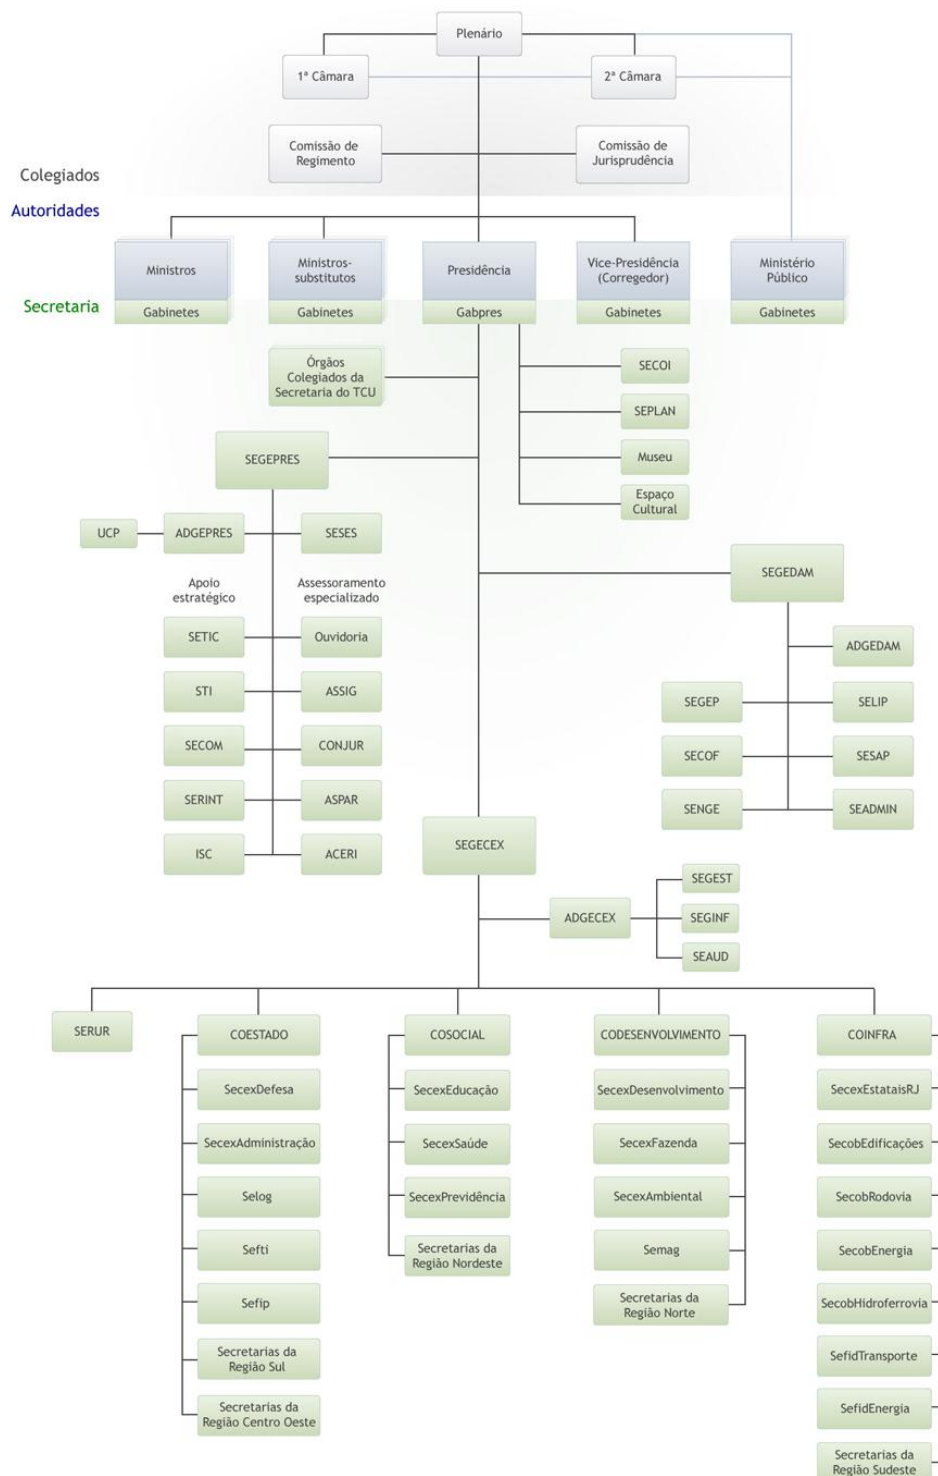 Plenário
1ª Câmara
2ª Câmara
Comissão de
Regimento
Comissão de
Jurisprudência
Colegiados
Autoridades
Ministros
Gabinetes
Ministros-
substitutos
Gabinetes
Presidência
Gabpres
Vice-Presidência
(Corregedor)
Gabinetes
Ministério
Público
Gabinetes
Secretaria
Órgãos
Colegiados da
Secretaria do TCU
SECOI
SEPLAN
Museu
Espaço
Cultural
SEGEPRES
UCP
ADGEPRES
SESES
Apoio
estratégico
Assessoramento
especializado
SETIC
Ouvidoria
STI
ASSIG
SECOM
CONJUR
SERINT
ASPAR
ISC
ACERI
SEGEDAM
ADGEDAM
SEGEP
SELIP
SECOF
SESAP
SENGE
SEADMIN
SEGECEX
ADGECEX
SEGEST
SEGINF
SEAUD
SERUR
COESTADO
SecexDefesa
SecexAdministração
Selog
Sefti
Sefip
Secretarias da
Região Sul
Secretarias da
Região Centro Oeste
COSOCIAL
SecexEducação
SecexSaúde
SecexPrevidência
Secretarias da
Região Nordeste
CODESENVOLVIMENTO
SecexDesenvolvimento
SecexFazenda
SecexAmbiental
Semag
Secretarias da
Região Norte
COINFRA
SecexEstataisRJ
SecobEdificações
SecobRodovia
SecobEnergia
SecobHidroferrovia
SefidTransporte
SefidEnergia
Secretarias da
Região Sudeste